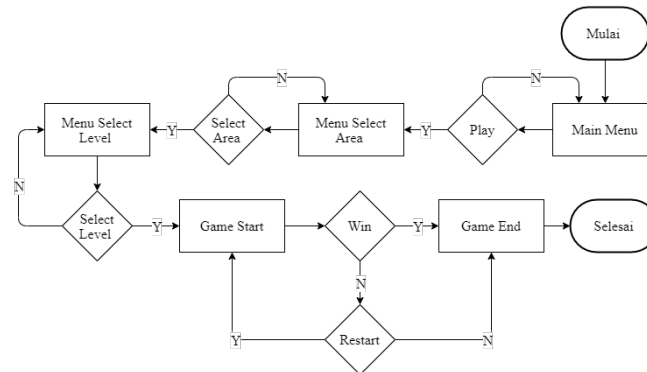 Mulai
N
N
Main Menu
Play
Y
Menu Select
Area
Select
Area
Y
Menu Select
Level
N
Select
Level
Y
Game Start
Win
Y
Game End
Selesai
N
Y
Restart
N